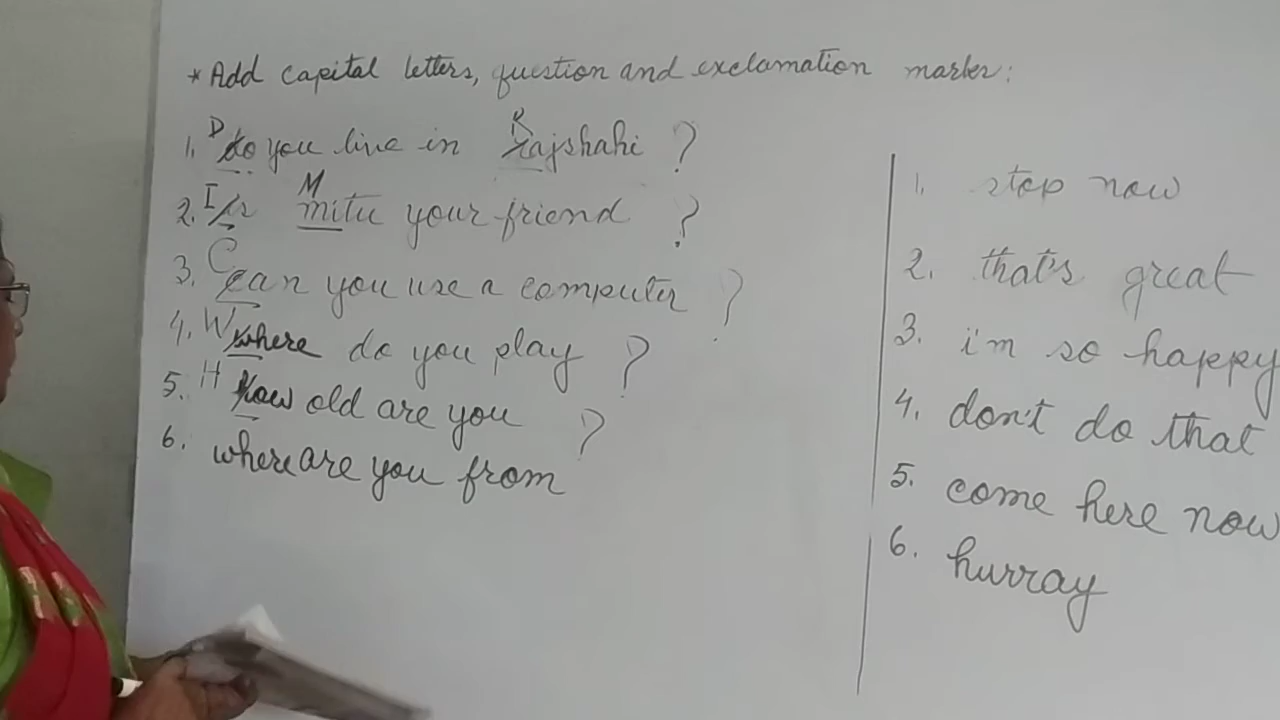 * Add capital letters, question and exclamation marks:
1. D do you live in R rajshahi ?
2. I is M mitu your friend ?
3. C can you use a computer ?
4. W where do you play ?
5. H how old are you ?
6. where are you from
1. stop now
2. that's great
3. i'm so happy
4. don't do that
5. come here now
6. hurray